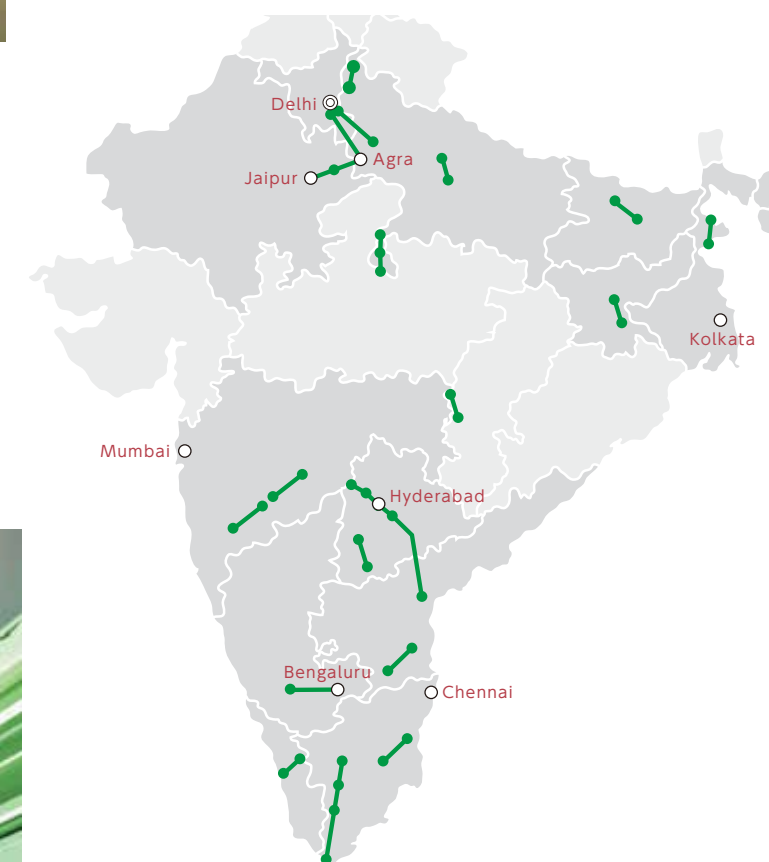 Delhi
Agra
Jaipur
Kolkata
Mumbai
Hyderabad
Bengaluru
Chennai